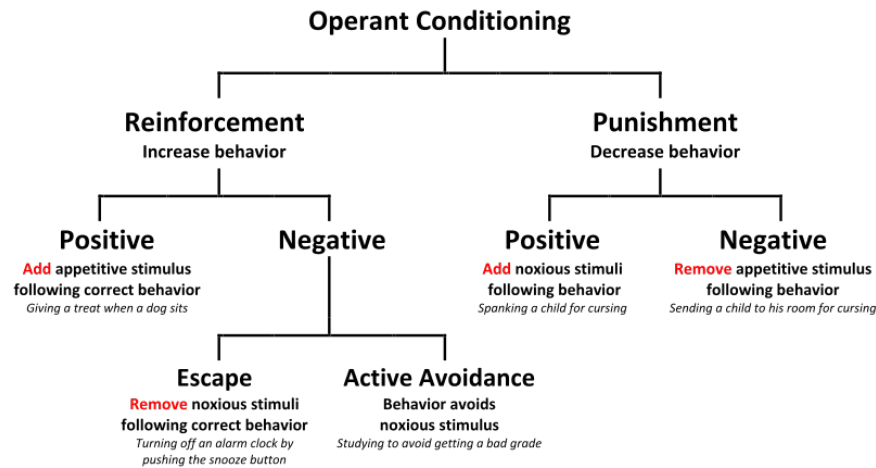 Operant Conditioning
Reinforcement
Increase behavior
Punishment
Decrease behavior
Positive
Add appetitive stimulus
following correct behavior
Giving a treat when a dog sits
Negative
Positive
Add noxious stimuli
following behavior
Spanking a child for cursing
Negative
Remove appetitive stimulus
following behavior
Sending a child to his room for cursing
Escape
Remove noxious stimuli
following correct behavior
Turning off an alarm clock by
pushing the snooze button
Active Avoidance
Behavior avoids
noxious stimulus
Studying to avoid getting a bad grade